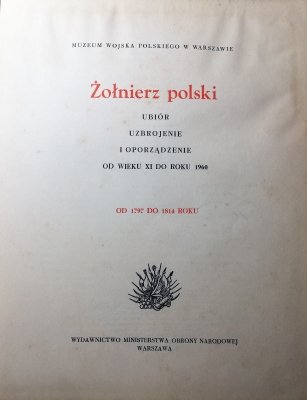 MUZEUM WOJSKA POLSKIEGO W WARSZAWIE
Żołnierz polski
UBIÓR
UZBROJENIE
I OPORZĄDZENIE
OD WIEKU XI DO ROKU 1960
OD 1797 DO 1814 ROKU
WYDAWNICTWO MINISTERSTWA OBRONY NARODOWEJ
WARSZAWA